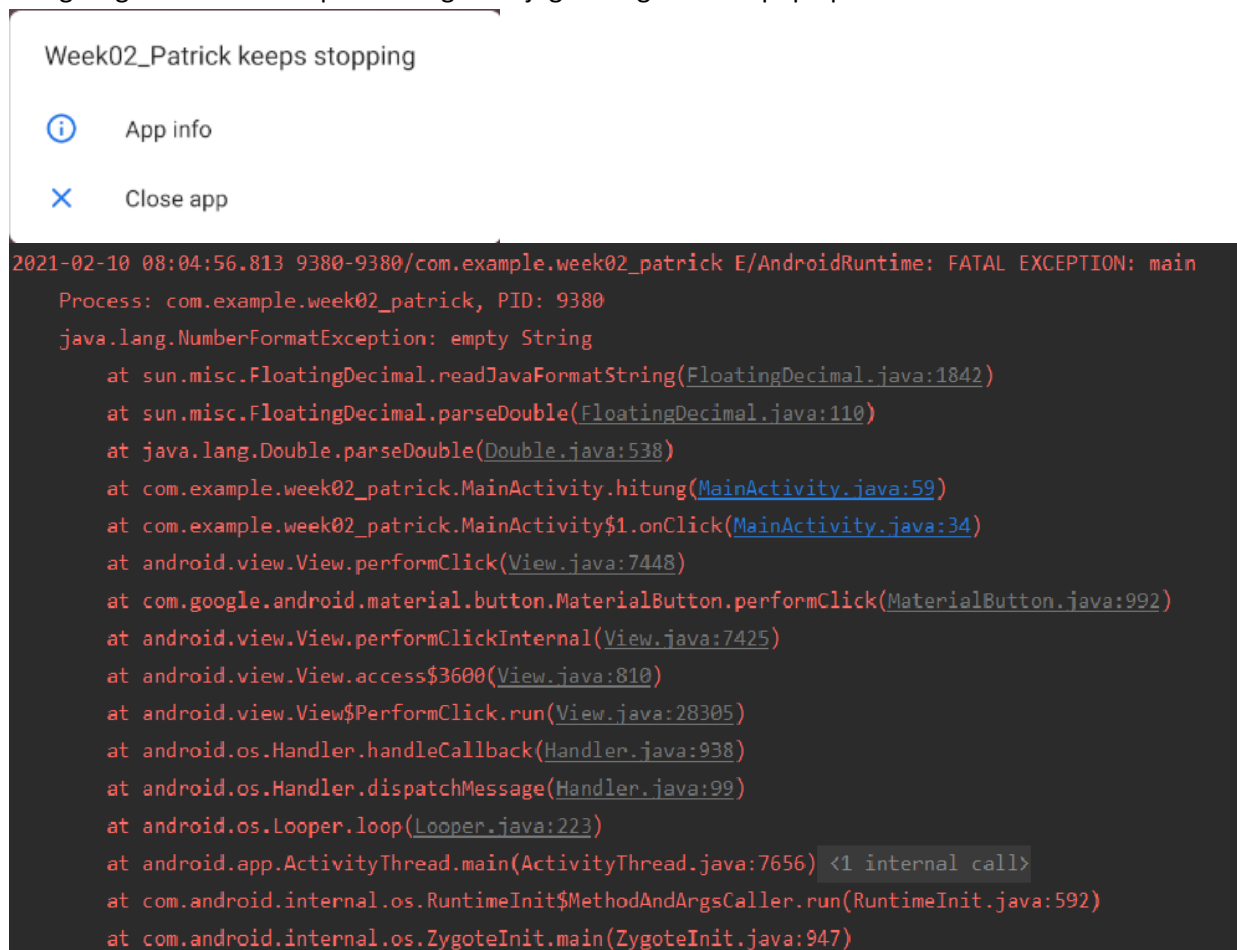 Week02_Patrick keeps stopping
App info
Close app
2021-02-10 08:04:56.813 9380-9380/com.example.week02_patrick E/AndroidRuntime: FATAL EXCEPTION: main
Process: com.example.week02_patrick, PID: 9380
java.lang.NumberFormatException: empty String
at sun.misc.FloatingDecimal.readJavaFormatString(FloatingDecimal.java:1842)
at sun.misc.FloatingDecimal.parseDouble(FloatingDecimal.java:110)
at java.lang.Double.parseDouble(Double.java:538)
at com.example.week02_patrick.MainActivity.hitung(MainActivity.java:59)
at com.example.week02_patrick.MainActivity$1.onClick(MainActivity.java:34)
at android.view.View.performClick(View.java:7448)
at com.google.android.material.button.MaterialButton.performClick(MaterialButton.java:992)
at android.view.View.performClickInternal(View.java:7425)
at android.view.View.access$3600(View.java:810)
at android.view.View$PerformClick.run(View.java:28305)
at android.os.Handler.handleCallback(Handler.java:938)
at android.os.Handler.dispatchMessage(Handler.java:99)
at android.os.Looper.loop(Looper.java:223)
at android.app.ActivityThread.main(ActivityThread.java:7656) <1 internal call>
at com.android.internal.os.RuntimeInit$MethodAndArgsCaller.run(RuntimeInit.java:592)
at com.android.internal.os.ZygoteInit.main(ZygoteInit.java:947)